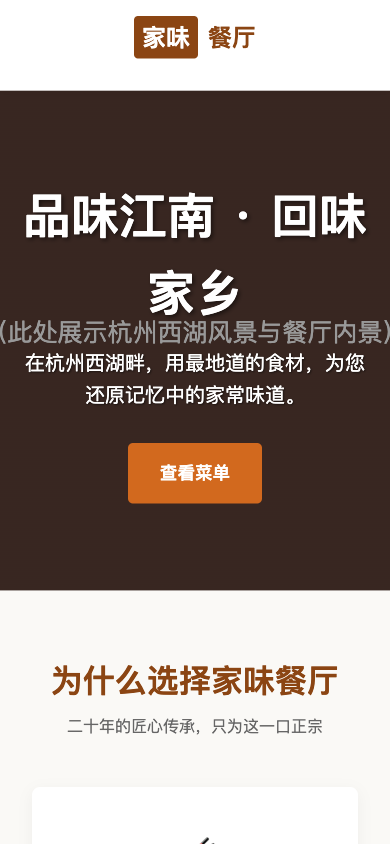 家味 餐厅
品味江南 · 回味
家乡
(此处展示杭州西湖风景与餐厅内景)
在杭州西湖畔，用最地道的食材，为您
还原记忆中的家常味道。
查看菜单
为什么选择家味餐厅
二十年的匠心传承，只为这一口正宗